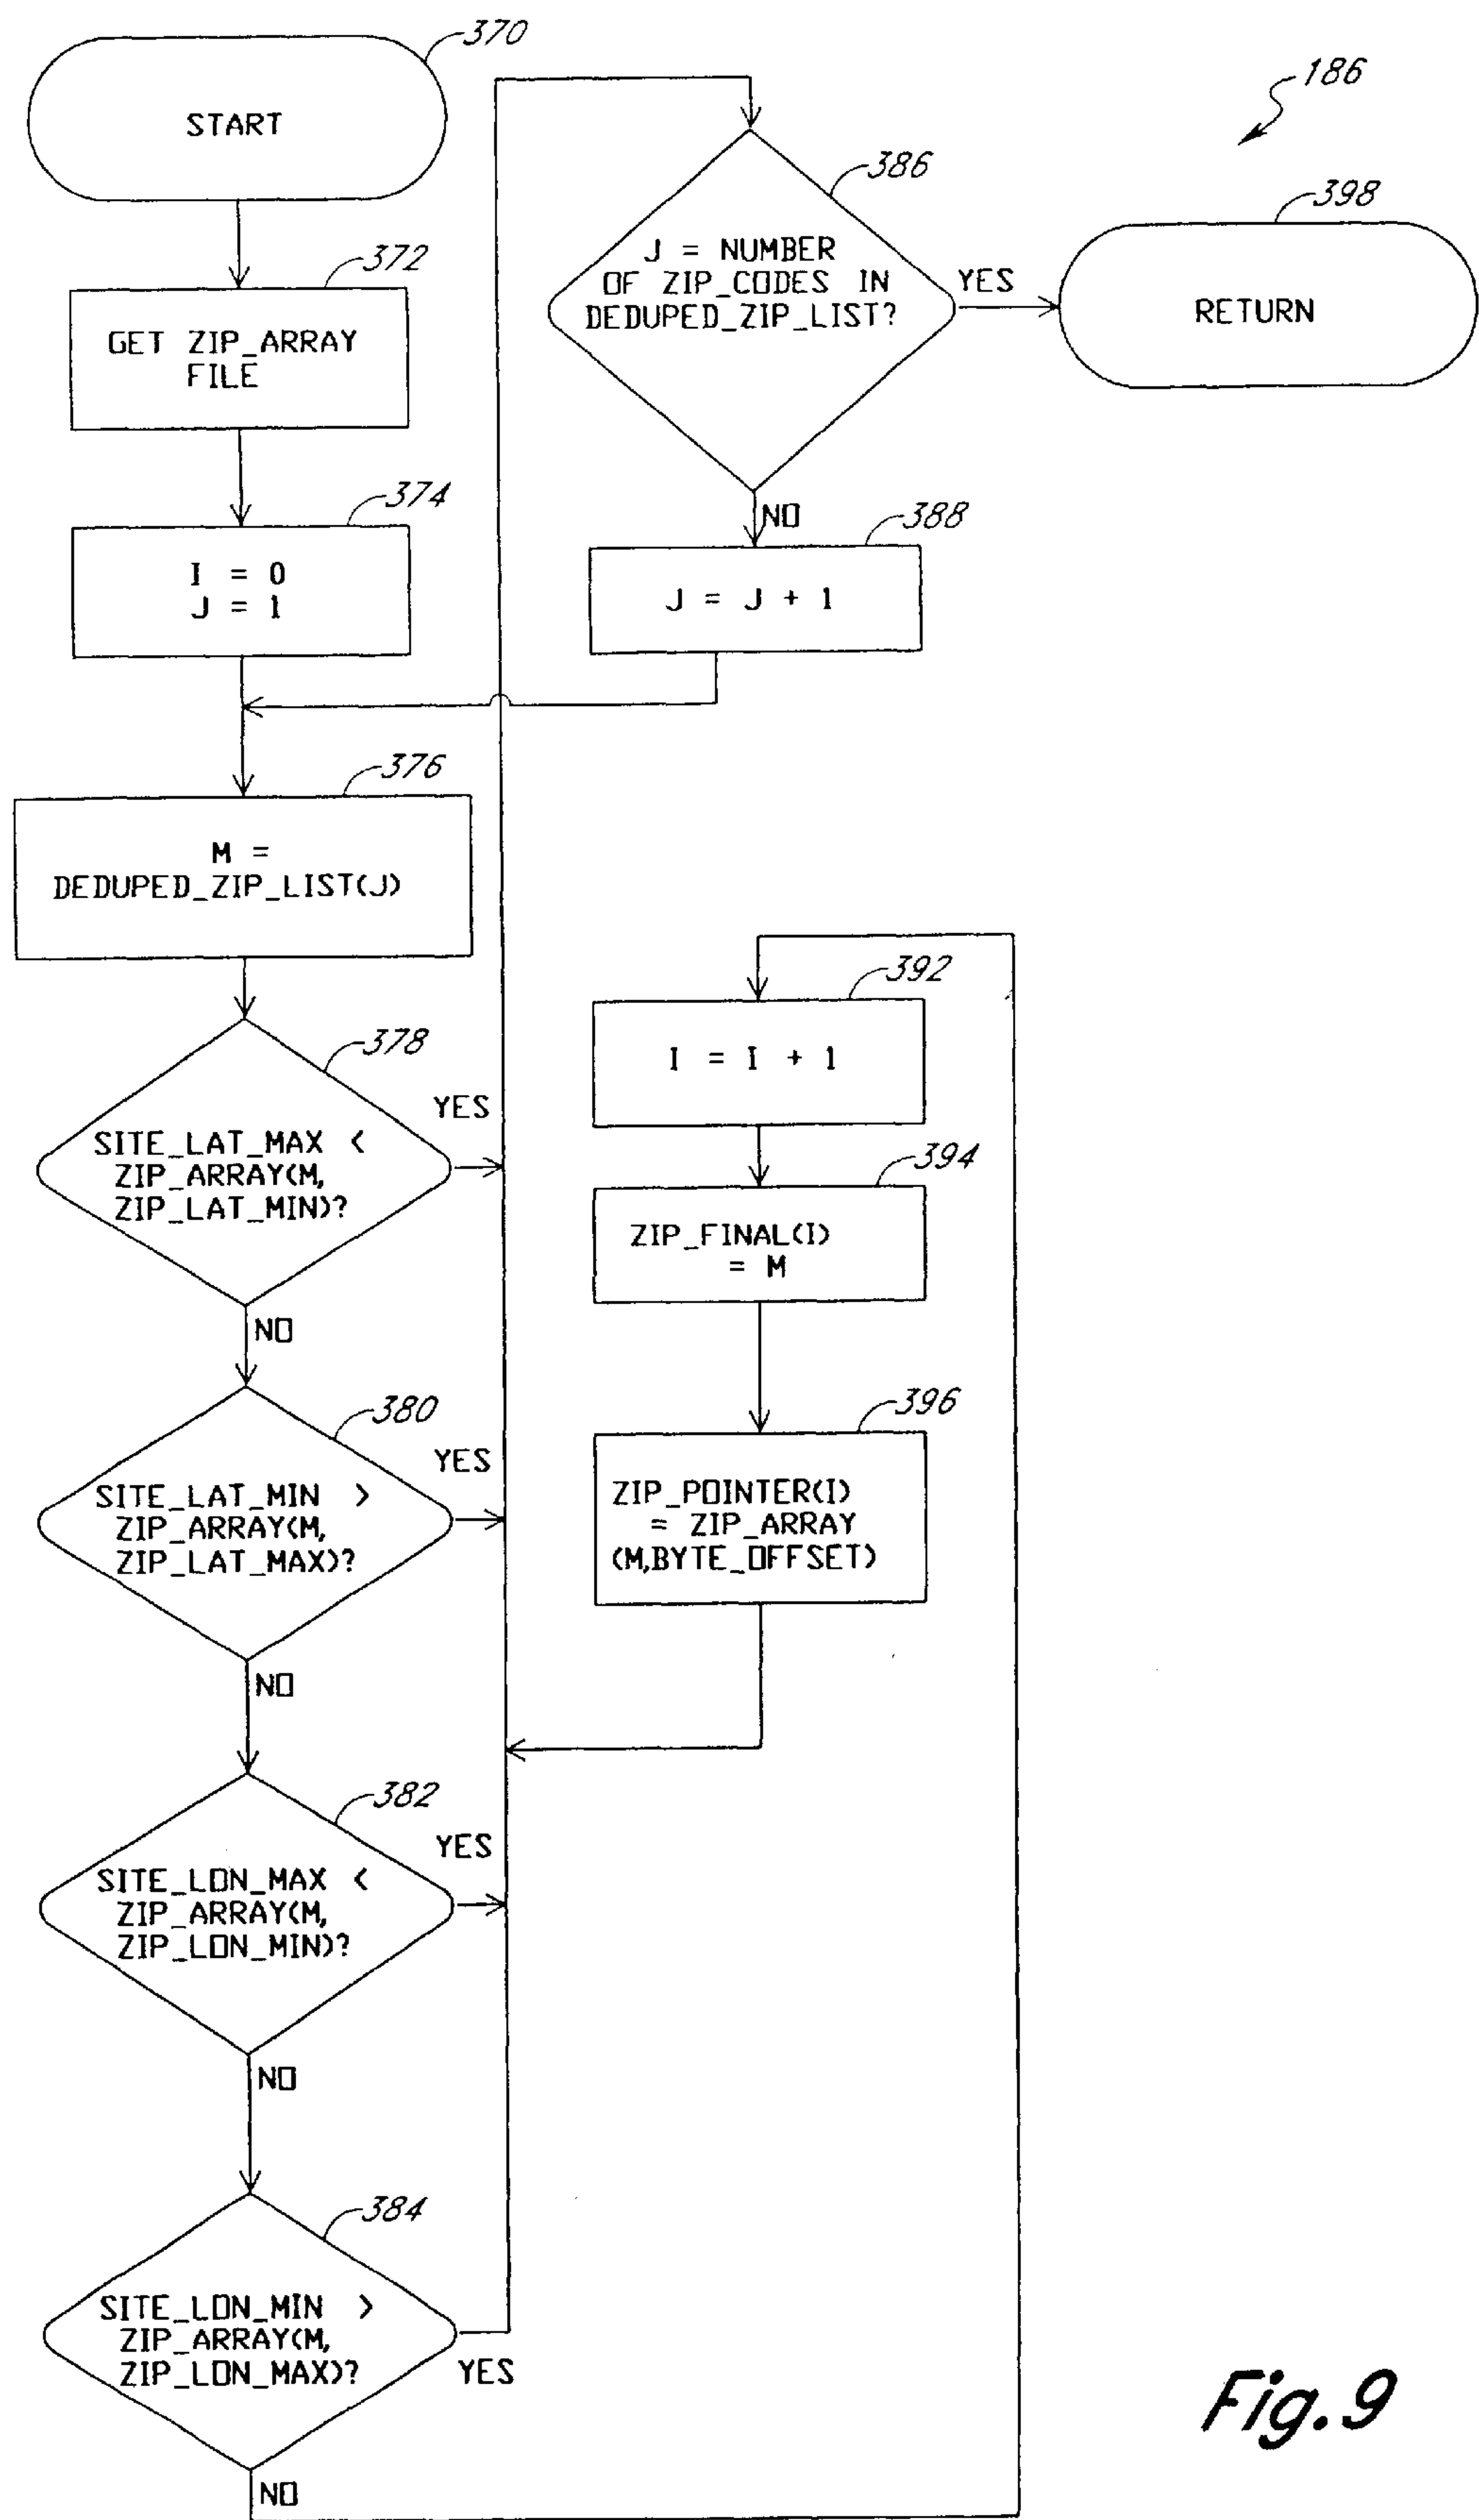 370
START
372
GET ZIP_ARRAY
FILE
374
I = 0
J = 1
376
M =
DEDUPED_ZIP_LIST(J)
378
SITE_LAT_MAX <
ZIP_ARRAY(M,
ZIP_LAT_MIN)?
YES
NO
380
SITE_LAT_MIN >
ZIP_ARRAY(M,
ZIP_LAT_MAX)?
YES
NO
382
SITE_LON_MAX <
ZIP_ARRAY(M,
ZIP_LON_MIN)?
YES
NO
384
SITE_LON_MIN >
ZIP_ARRAY(M,
ZIP_LON_MAX)?
YES
NO
386
J = NUMBER
OF ZIP_CODES IN
DEDUPED_ZIP_LIST?
YES
NO
388
J = J + 1
392
I = I + 1
394
ZIP_FINAL(I)
= M
396
ZIP_POINTER(I)
= ZIP_ARRAY
(M,BYTE_OFFSET)
186
398
RETURN
Fig. 9